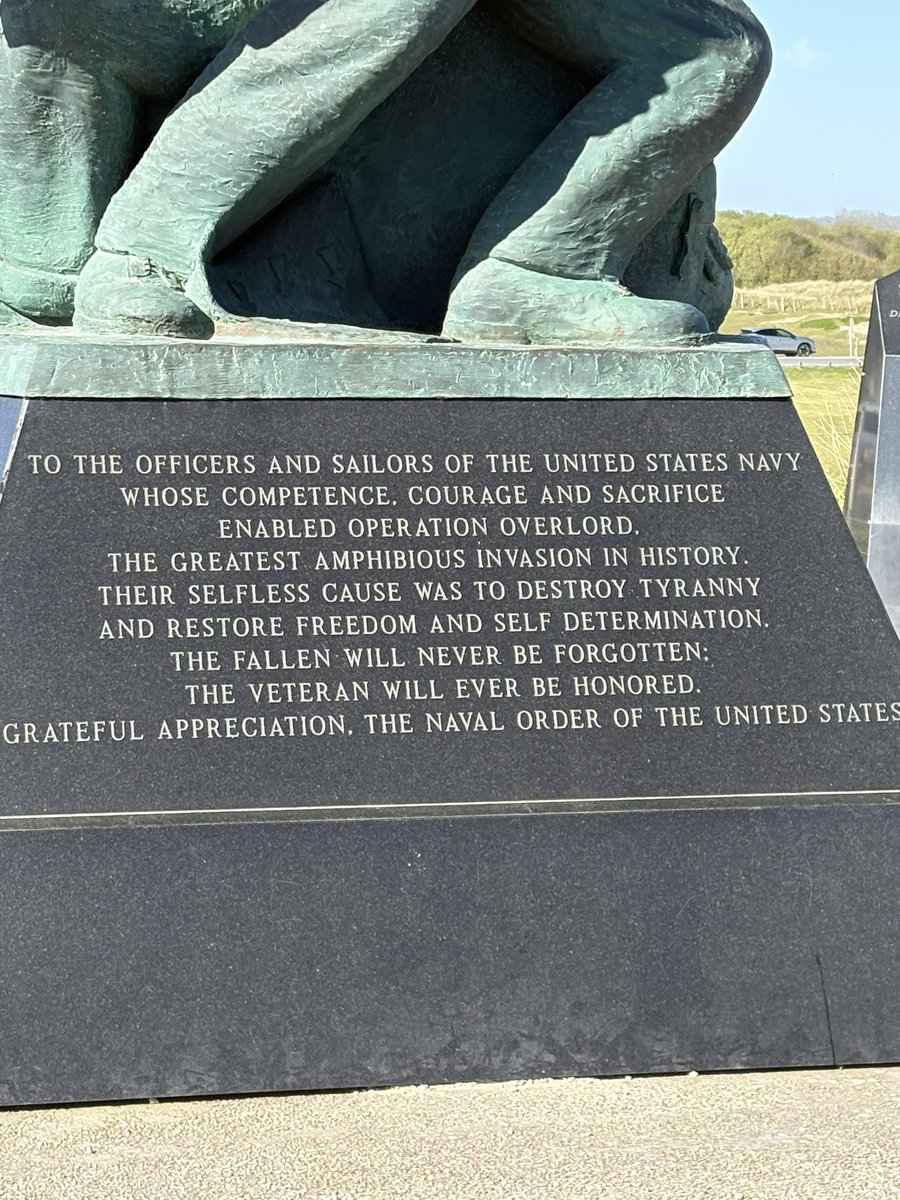 TO THE OFFICERS AND SAILORS OF THE UNITED STATES NAVY
WHOSE COMPETENCE, COURAGE AND SACRIFICE
ENABLED OPERATION OVERLORD,
THE GREATEST AMPHIBIOUS INVASION IN HISTORY.
THEIR SELFLESS CAUSE WAS TO DESTROY TYRANNY
AND RESTORE FREEDOM AND SELF DETERMINATION.
THE FALLEN WILL NEVER BE FORGOTTEN;
THE VETERAN WILL EVER BE HONORED.
GRATEFUL APPRECIATION, THE NAVAL ORDER OF THE UNITED STATES